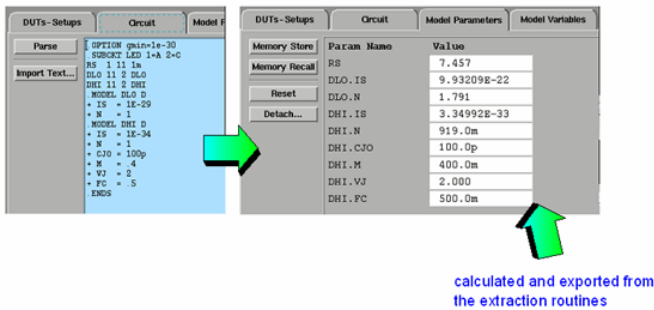 DUTs-Setups Circuit Model P
Parse
Import Text...
.OPTION gmin=1e-30
.SUBCKT LED 1=A 2=C
RS 1 11 1m
DLO 11 2 DLO
DHI 11 2 DHI
.MODEL DLO D
+ IS = 1E-29
+ N = 1
.MODEL DHI D
+ IS = 1E-34
+ N = 1
+ CJO = 100p
+ M = .4
+ VJ = 2
+ FC = .5
.ENDS
DUTs-Setups Circuit Model Parameters Model Variables
Memory Store
Memory Recall
Reset
Detach...
Param Name Value
RS 7.457
DLO.IS 9.93209E-22
DLO.N 1.791
DHI.IS 3.34992E-33
DHI.N 919.0m
DHI.CJO 100.0p
DHI.M 400.0m
DHI.VJ 2.000
DHI.FC 500.0m
calculated and exported from
the extraction routines